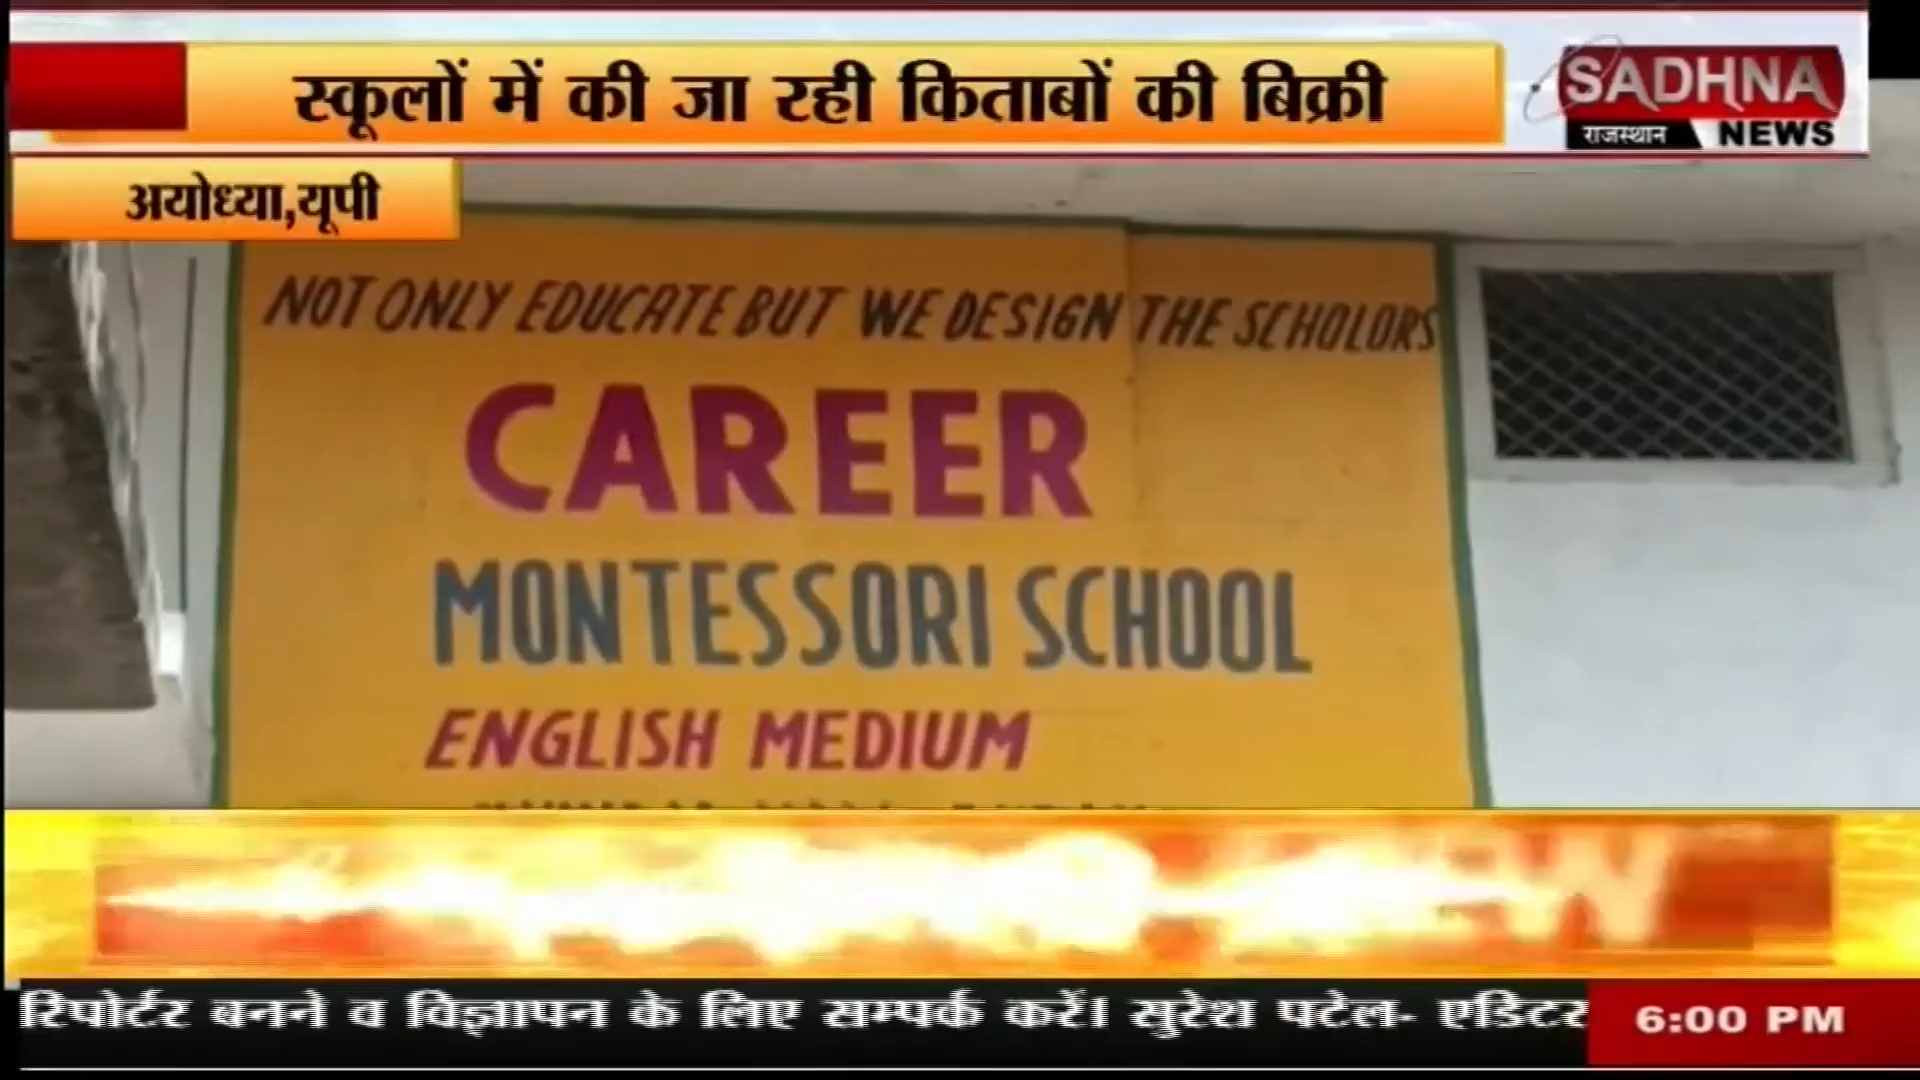 स्कूलों में की जा रही किताबों की बिक्री
SADHNA
राजस्थान NEWS
अयोध्या,यूपी
NOT ONLY EDUCATE BUT WE DESIGN THE SCHOLORS
CAREER
MONTESSORI SCHOOL
ENGLISH MEDIUM
रिपोर्टर बनने व विज्ञापन के लिए सम्पर्क करें। सुरेश पटेल- एडिटर
6:00 PM